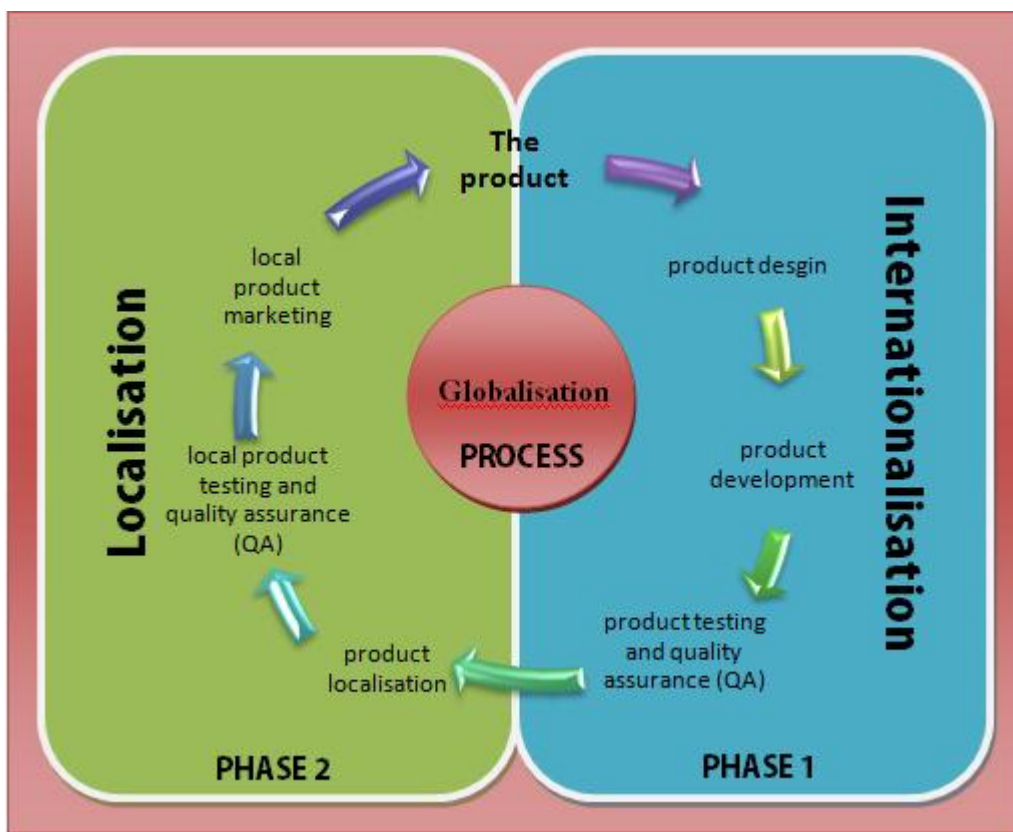 The
product
product desgin
product
development
product testing
and quality
assurance (QA)
product
localisation
local product
testing and
quality assurance
(QA)
local
product
marketing
Globalisation
PROCESS
Localisation
Internationalisation
PHASE 2
PHASE 1